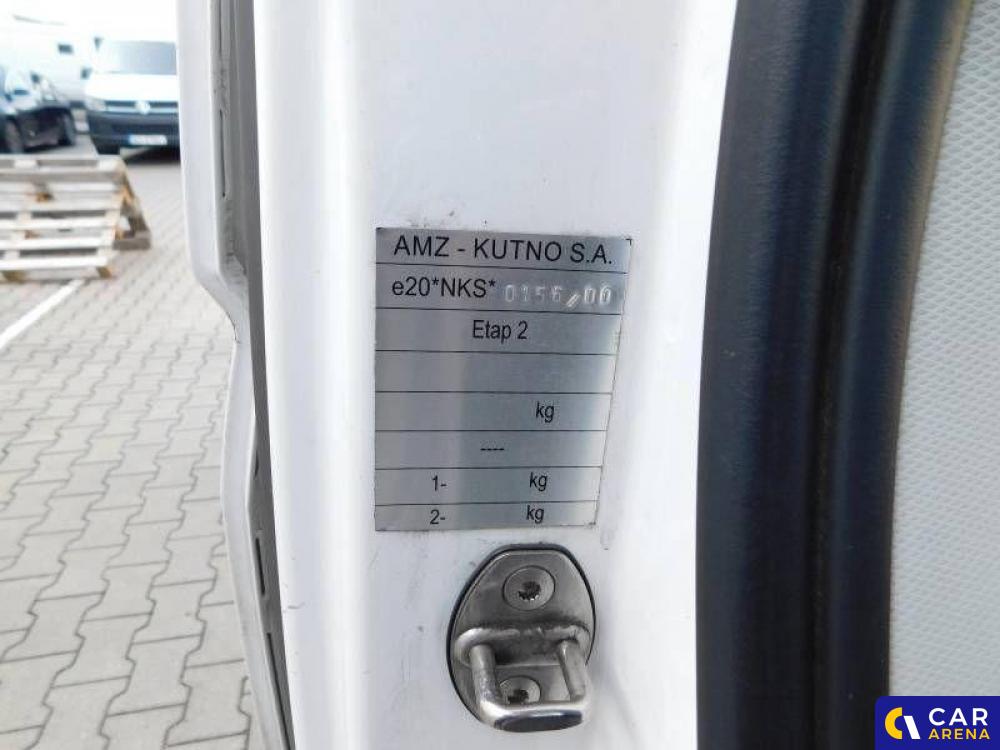 AMZ - KUTNO S.A.
e20*NKS* 0156/00
Etap 2
kg
----
1- kg
2- kg
CAR
ARENA